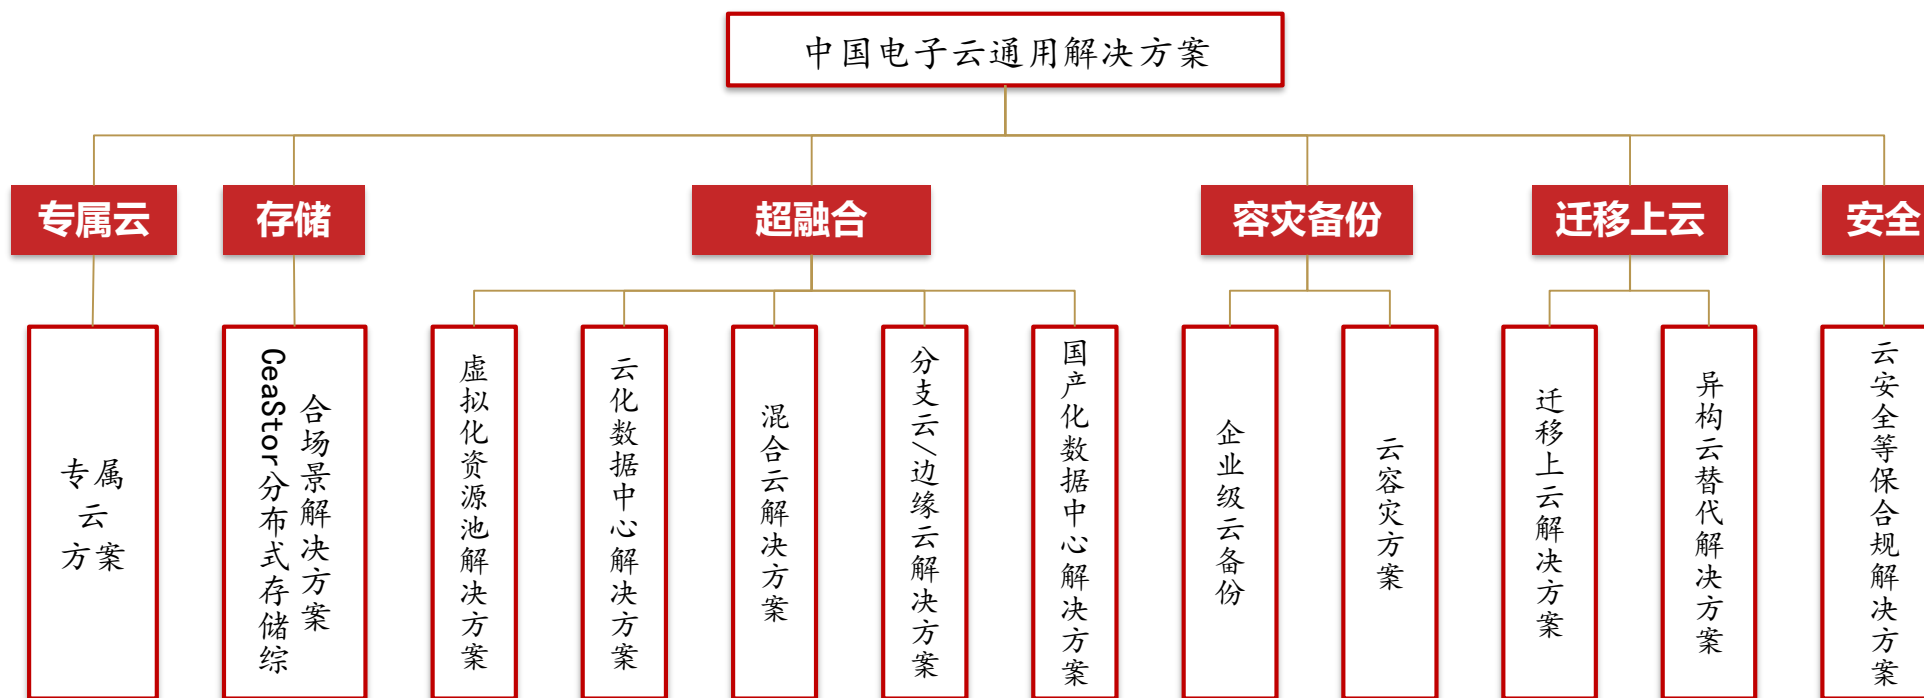 中国电子云通用解决方案
专属云
存储
超融合
容灾备份
迁移上云
安全
专属
云
方案
CeaStor分布式存储综
合场景解决方案
虚拟化资源池解决方案
云化数据中心解决方案
混合云解决方案
分支云/边缘云解决方案
国产化数据中心解决方案
企业级云备份
云容灾方案
迁移上云解决方案
异构云替代解决方案
云安全等保合规解决方案